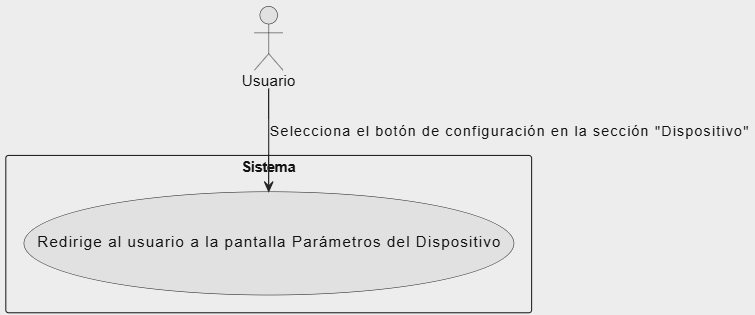 Usuario
Selecciona el botón de configuración en la sección "Dispositivo"
Sistema
Redirige al usuario a la pantalla Parámetros del Dispositivo